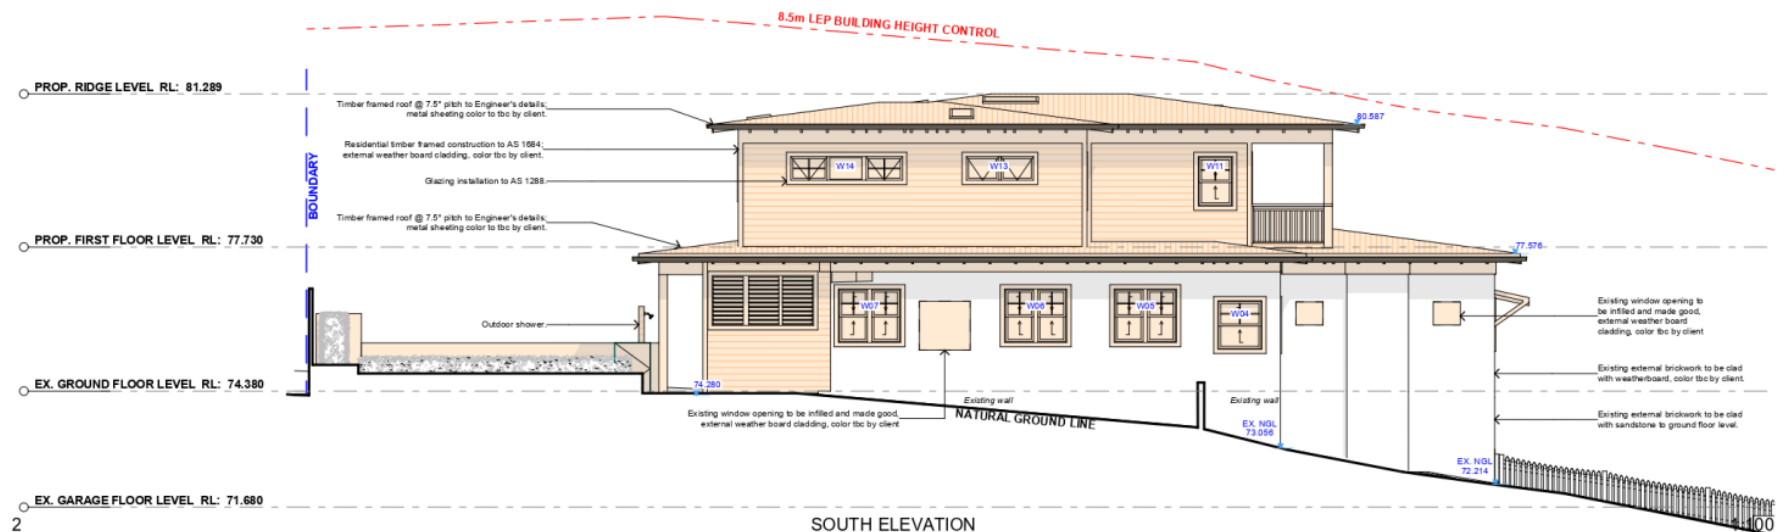 8.5m LEP BUILDING HEIGHT CONTROL
PROP. RIDGE LEVEL RL: 81.289
Timber framed roof @ 7.5° pitch to Engineer's details;
metal sheeting color to tbc by client.
80.587
Residential timber framed construction to AS 1684;
external weather board cladding, color tbc by client.
BOUNDARY
W14
W13
W11
Glazing installation to AS 1288.
Timber framed roof @ 7.5° pitch to Engineer's details;
metal sheeting color to tbc by client.
PROP. FIRST FLOOR LEVEL RL: 77.730
77.576
W07
W06
W05
W04
Outdoor shower.
Existing window opening to
be infilled and made good,
external weather board
cladding, color tbc by client
EX. GROUND FLOOR LEVEL RL: 74.380
74.280
Existing external brickwork to be clad
with weatherboard, color tbc by client.
Existing wall
Existing wall
Existing window opening to be infilled and made good,
external weather board cladding, color tbc by client
NATURAL GROUND LINE
Existing external brickwork to be clad
with sandstone to ground floor level.
EX. NGL
73.056
EX. NGL
72.214
EX. GARAGE FLOOR LEVEL RL: 71.680
2
SOUTH ELEVATION
1:100